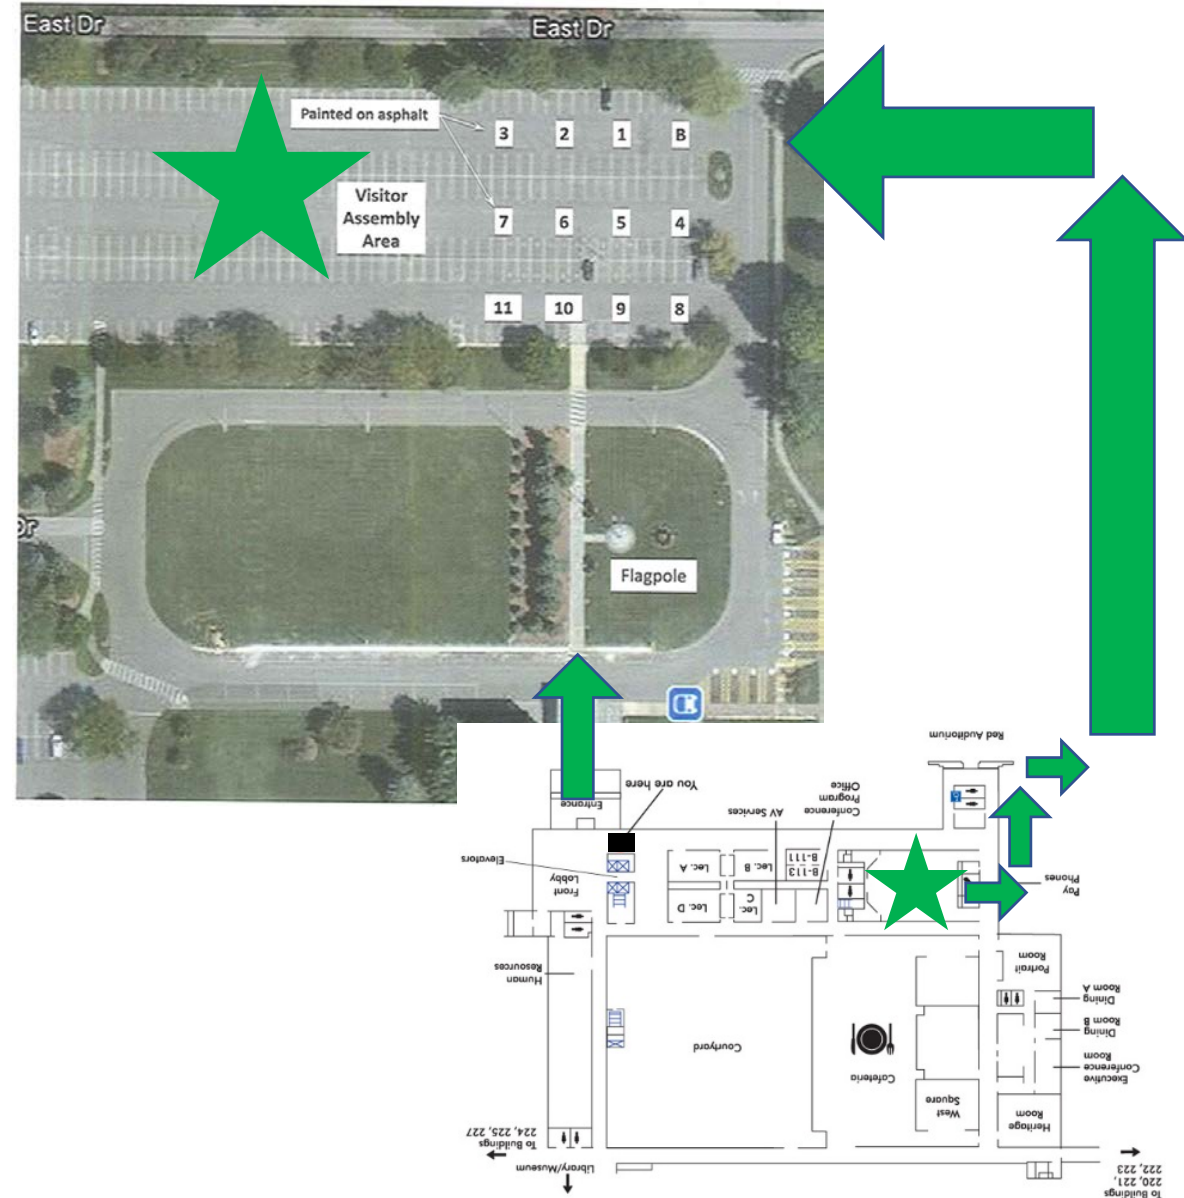 East Dr
East Dr
Painted on asphalt
3
2
1
B
Visitor
Assembly
Area
7
6
5
4
11
10
9
8
Dr
Flagpole
Red Auditorium
You are here
Entrance
AV Services
Conference
Program
Office
Elevators
Front
Lobby
Lec. A
Lec. B
B-111
B-113
Lec. D
Lec.
C
Pay
Phones
Human
Resources
Portrait
Room
Dining
Room A
Dining
Room B
Executive
Conference
Room
Courtyard
Cafeteria
West
Square
Heritage
Room
To Buildings
224, 225, 227
Library/Museum
To Buildings
220, 221,
222, 223